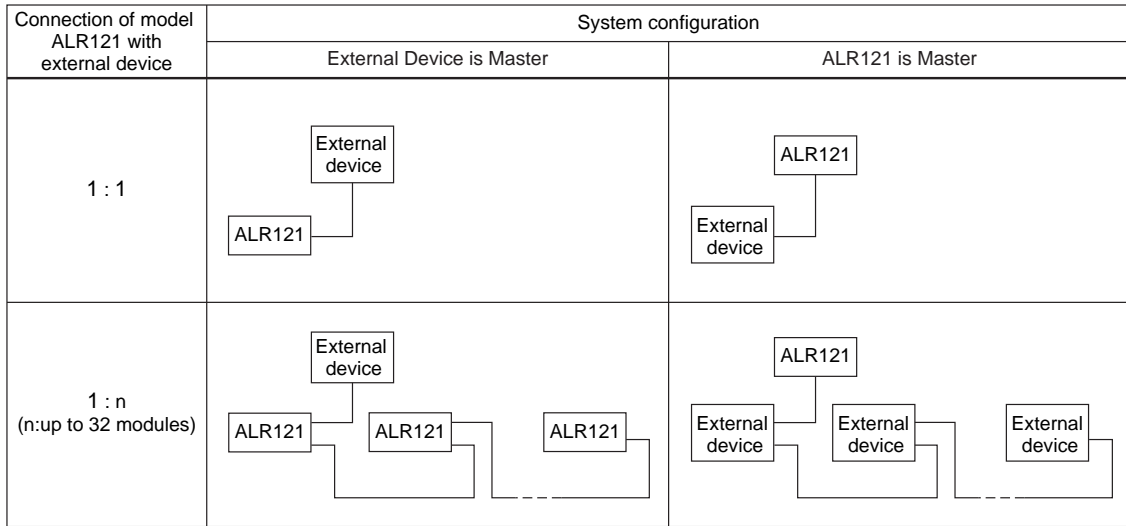 Connection of model
ALR121 with
external device
System configuration
External Device is Master
ALR121 is Master
1 : 1
External
device
ALR121
ALR121
External
device
1 : n
(n:up to 32 modules)
External
device
ALR121
ALR121
ALR121
ALR121
External
device
External
device
External
device